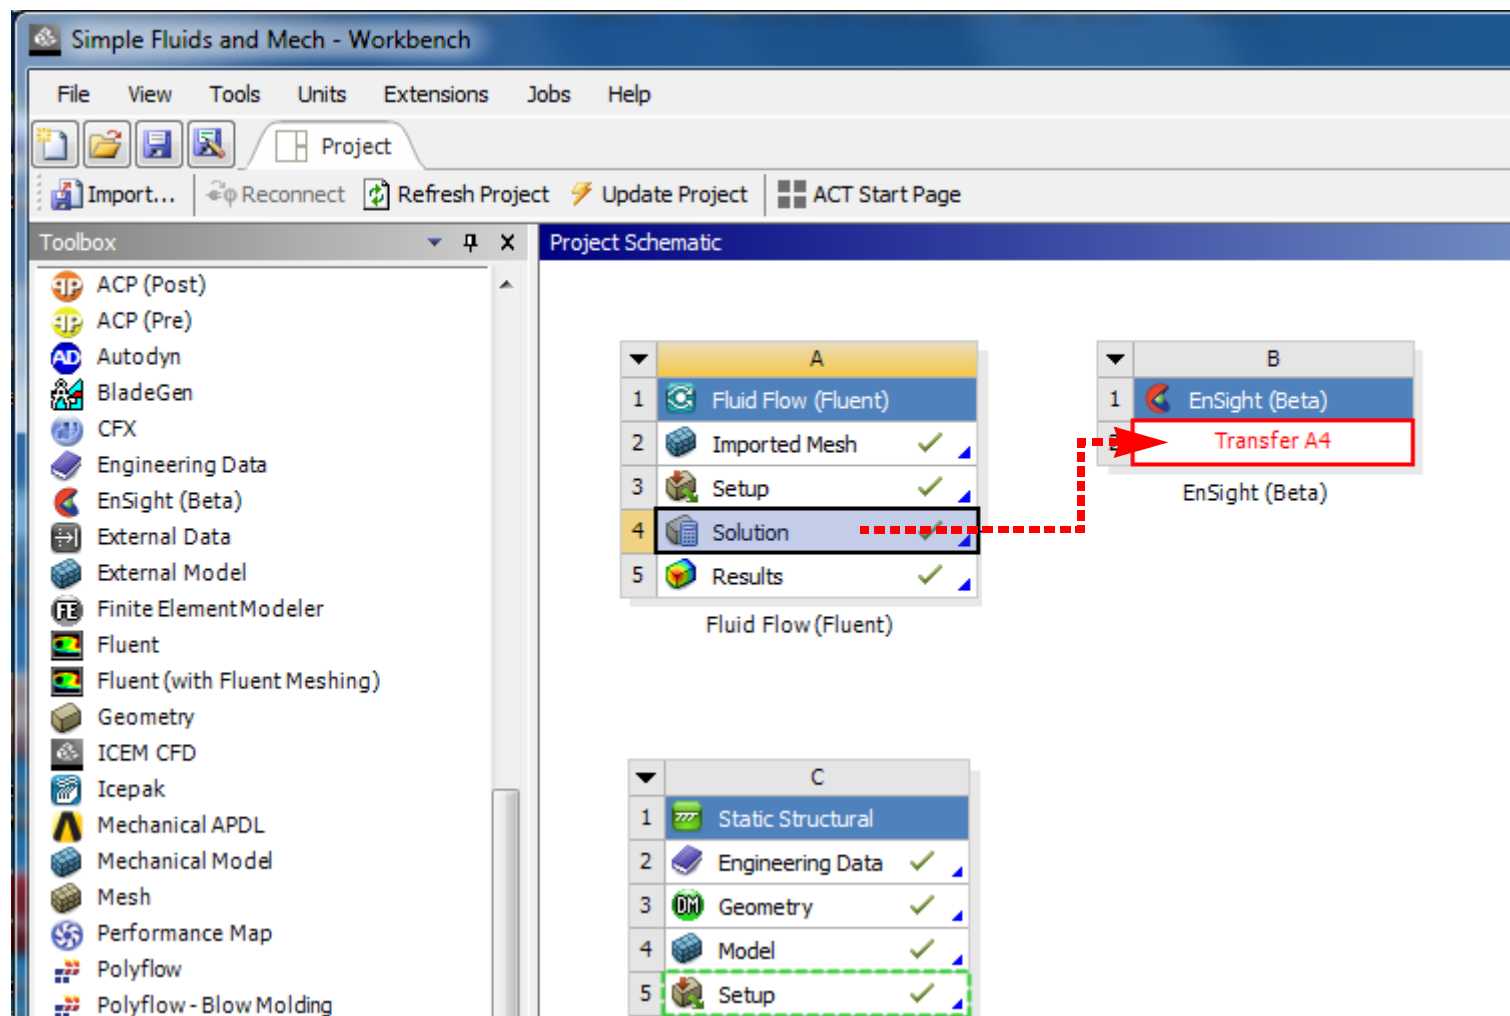 Simple Fluids and Mech - Workbench
File View Tools Units Extensions Jobs Help
Project
Import... Reconnect Refresh Project Update Project ACT Start Page
Toolbox
ACP (Post)
ACP (Pre)
Autodyn
BladeGen
CFX
Engineering Data
EnSight (Beta)
External Data
External Model
Finite Element Modeler
Fluent
Fluent (with Fluent Meshing)
Geometry
ICEM CFD
Icepak
Mechanical APDL
Mechanical Model
Mesh
Performance Map
Polyflow
Polyflow - Blow Molding
Project Schematic
A
1 Fluid Flow (Fluent)
2 Imported Mesh
3 Setup
4 Solution
5 Results
Fluid Flow (Fluent)
B
1 EnSight (Beta)
Transfer A4
EnSight (Beta)
C
1 Static Structural
2 Engineering Data
3 DM Geometry
4 Model
5 Setup